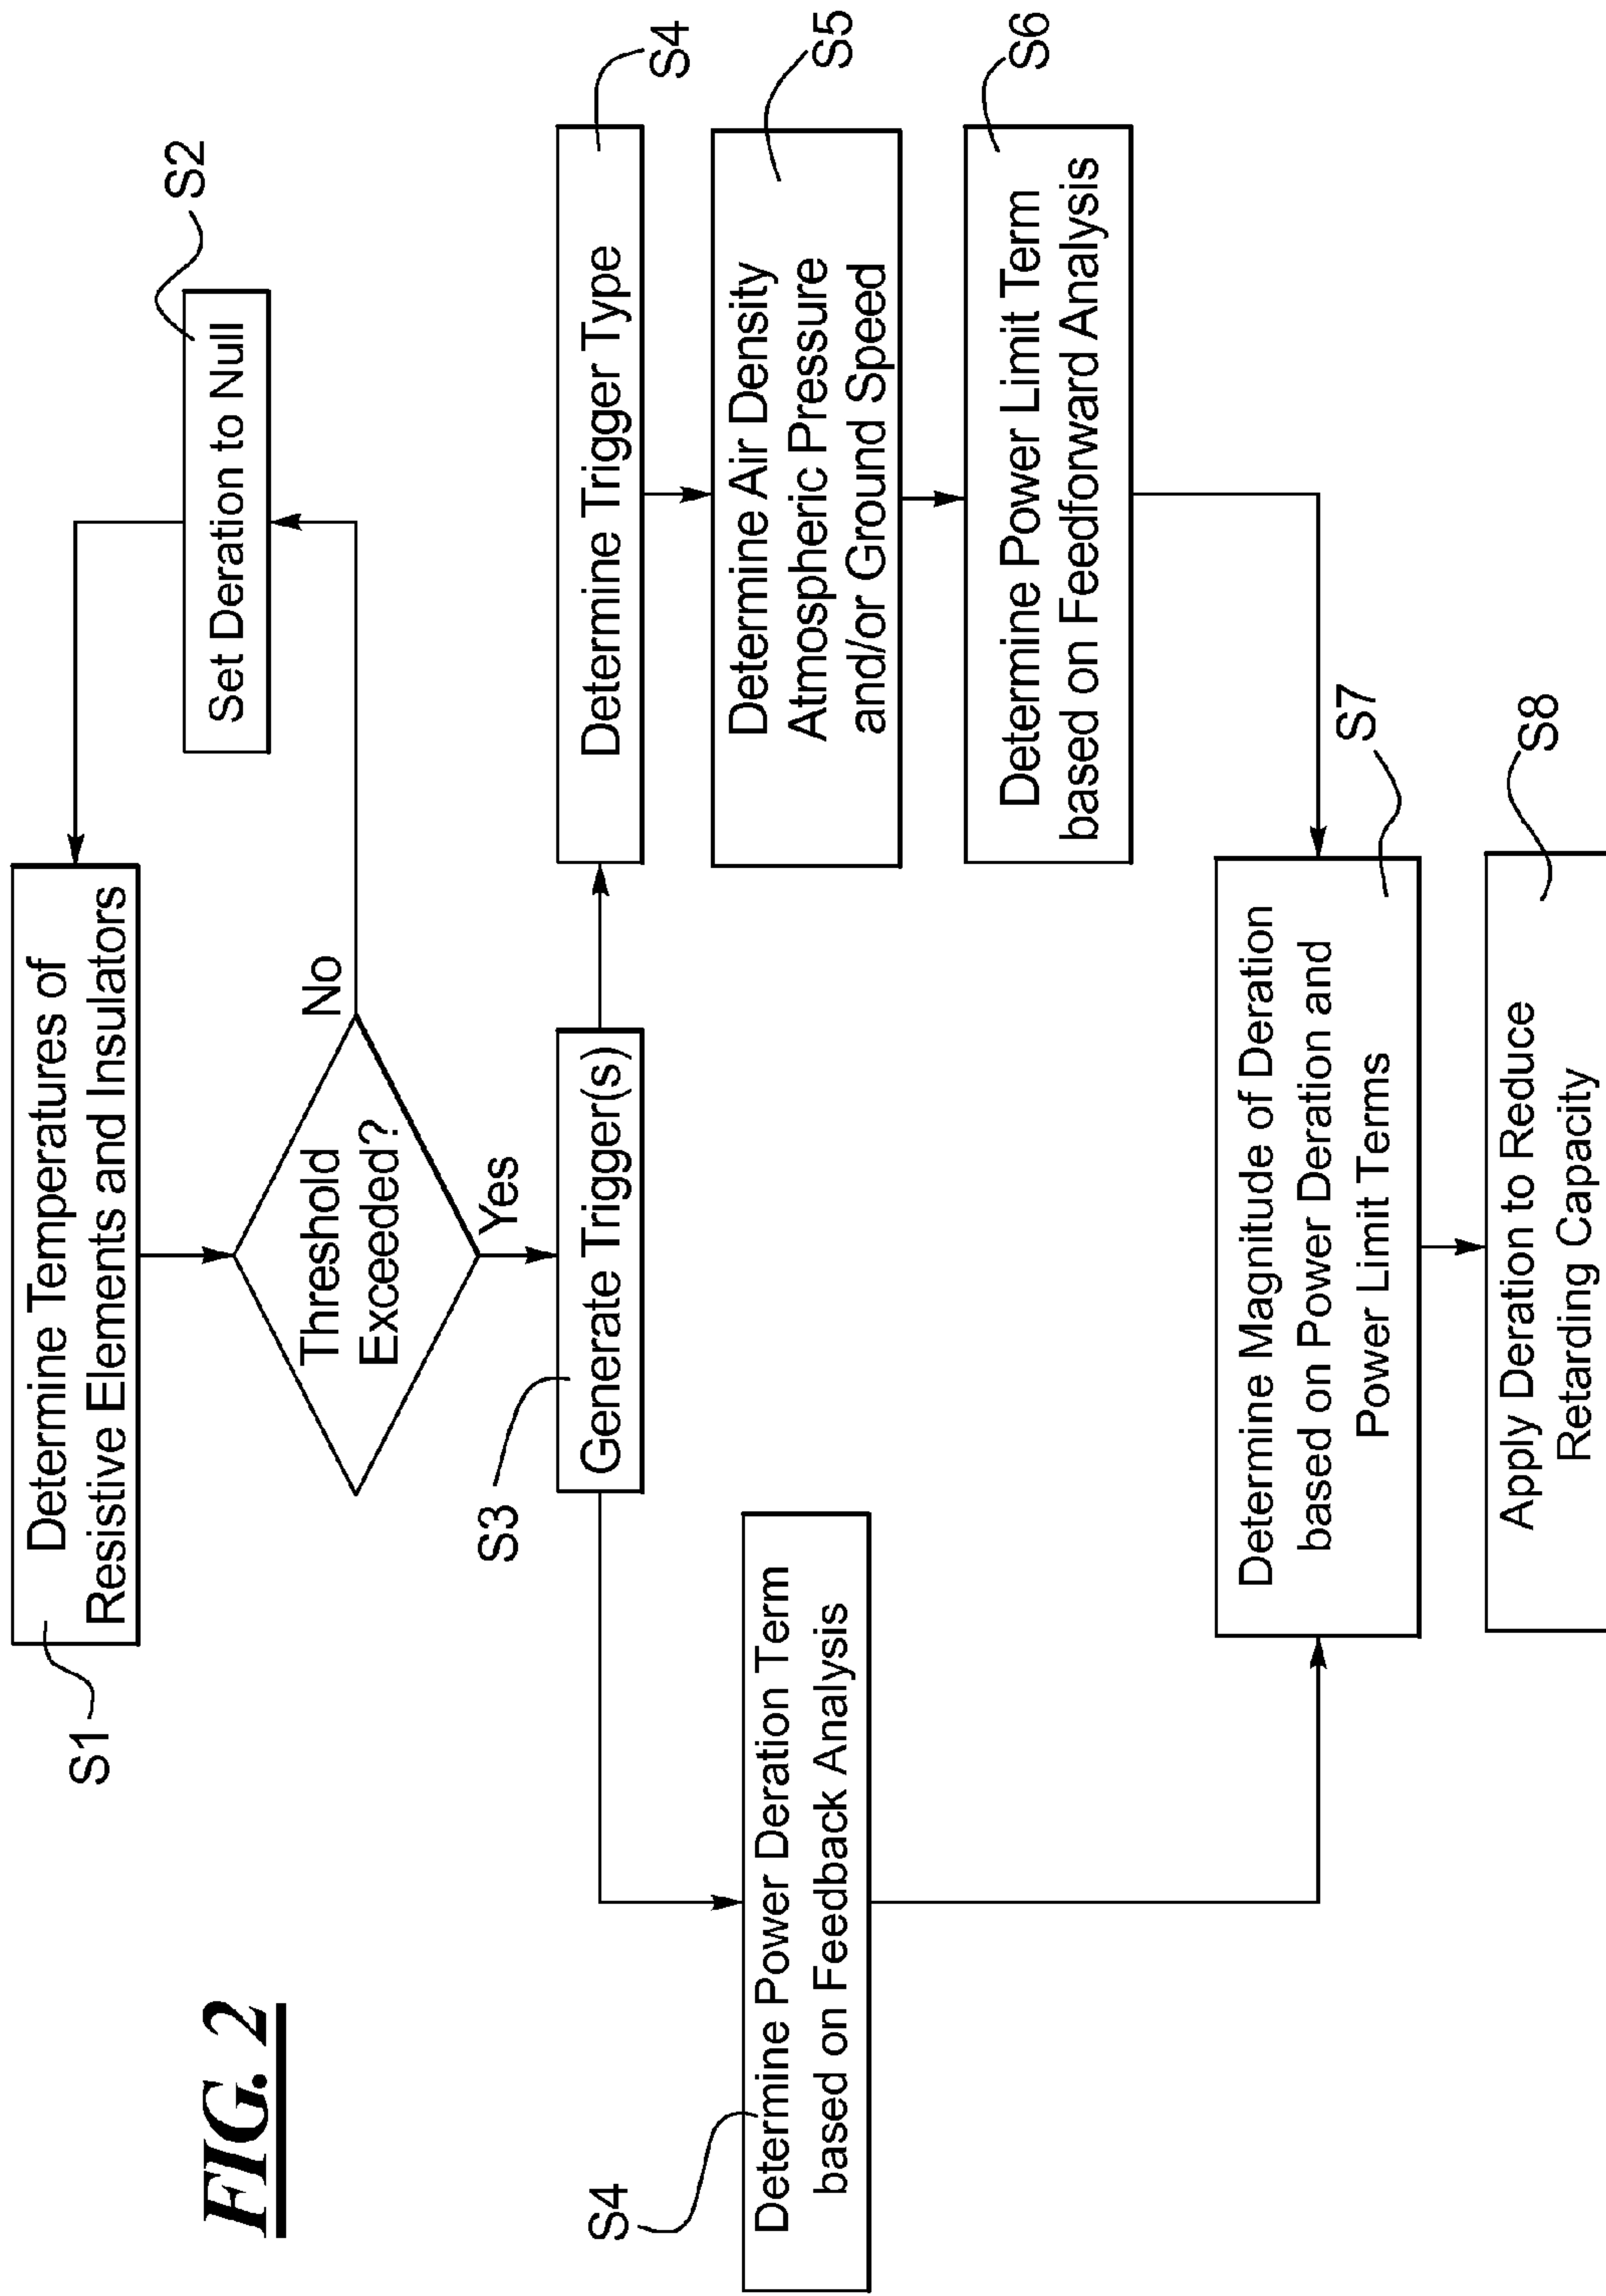 FIG. 2
S1
Determine Temperatures of
Resistive Elements and Insulators
Threshold
Exceeded?
No
Yes
S2
Set Deration to Null
S3
Generate Trigger(s)
S4
Determine Power Deration Term
based on Feedback Analysis
S4
Determine Trigger Type
S5
Determine Air Density
Atmospheric Pressure
and/or Ground Speed
S6
Determine Power Limit Term
based on Feedforward Analysis
S7
Determine Magnitude of Deration
based on Power Deration and
Power Limit Terms
S8
Apply Deration to Reduce
Retarding Capacity